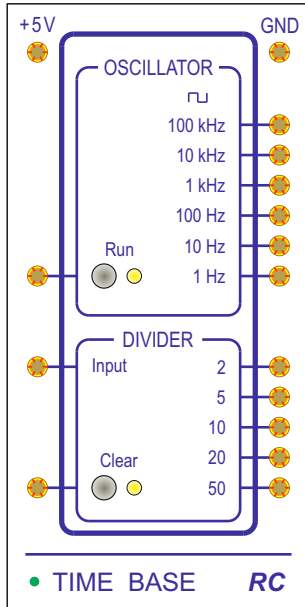 +5V GND
OSCILLATOR
100 kHz
10 kHz
1 kHz
100 Hz
10 Hz
Run
1 Hz
DIVIDER
Input 2
5
10
20
Clear
50
• TIME BASE RC